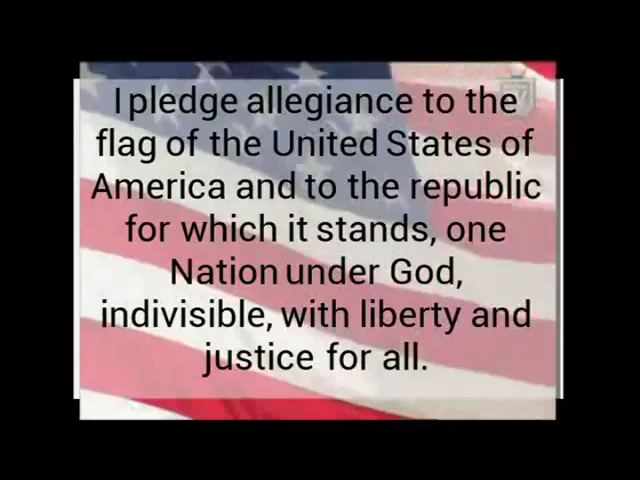 I pledge allegiance to the
flag of the United States of
America and to the republic
for which it stands, one
Nation under God,
indivisible, with liberty and
justice for all.